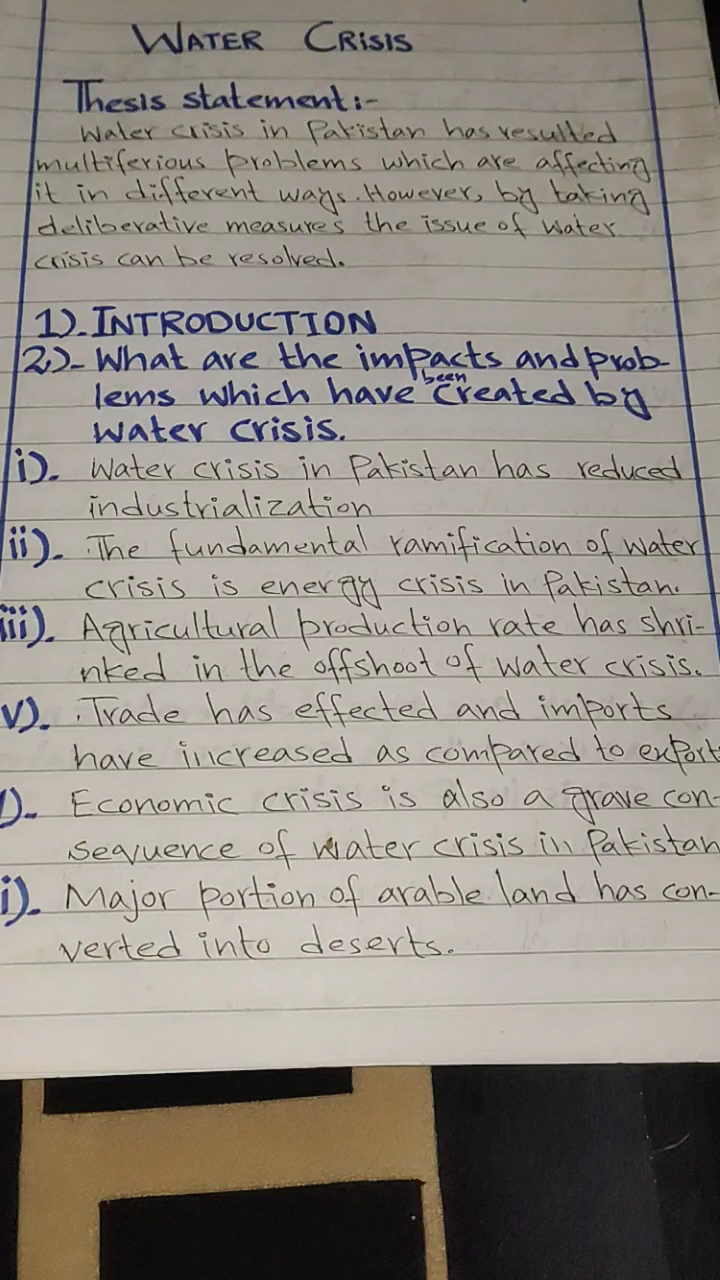 WATER CRISIS
Thesis statement:-
Water crisis in Pakistan has resulted
multiferious problems which are affecting
it in different ways. However, by taking
deliberative measures the issue of water
crisis can be resolved.
1). INTRODUCTION
2)- What are the impacts and prob-
lems which have been created by
water crisis.
i). Water crisis in Pakistan has reduced
industrialization
ii). The fundamental ramification of water
crisis is energy crisis in Pakistan.
iii). Agricultural production rate has shri-
nked in the offshoot of water crisis.
v). Trade has effected and imports
have increased as compared to export
). Economic crisis is also a grave con-
sequence of water crisis in Pakistan
i). Major portion of arable land has con-
verted into deserts.